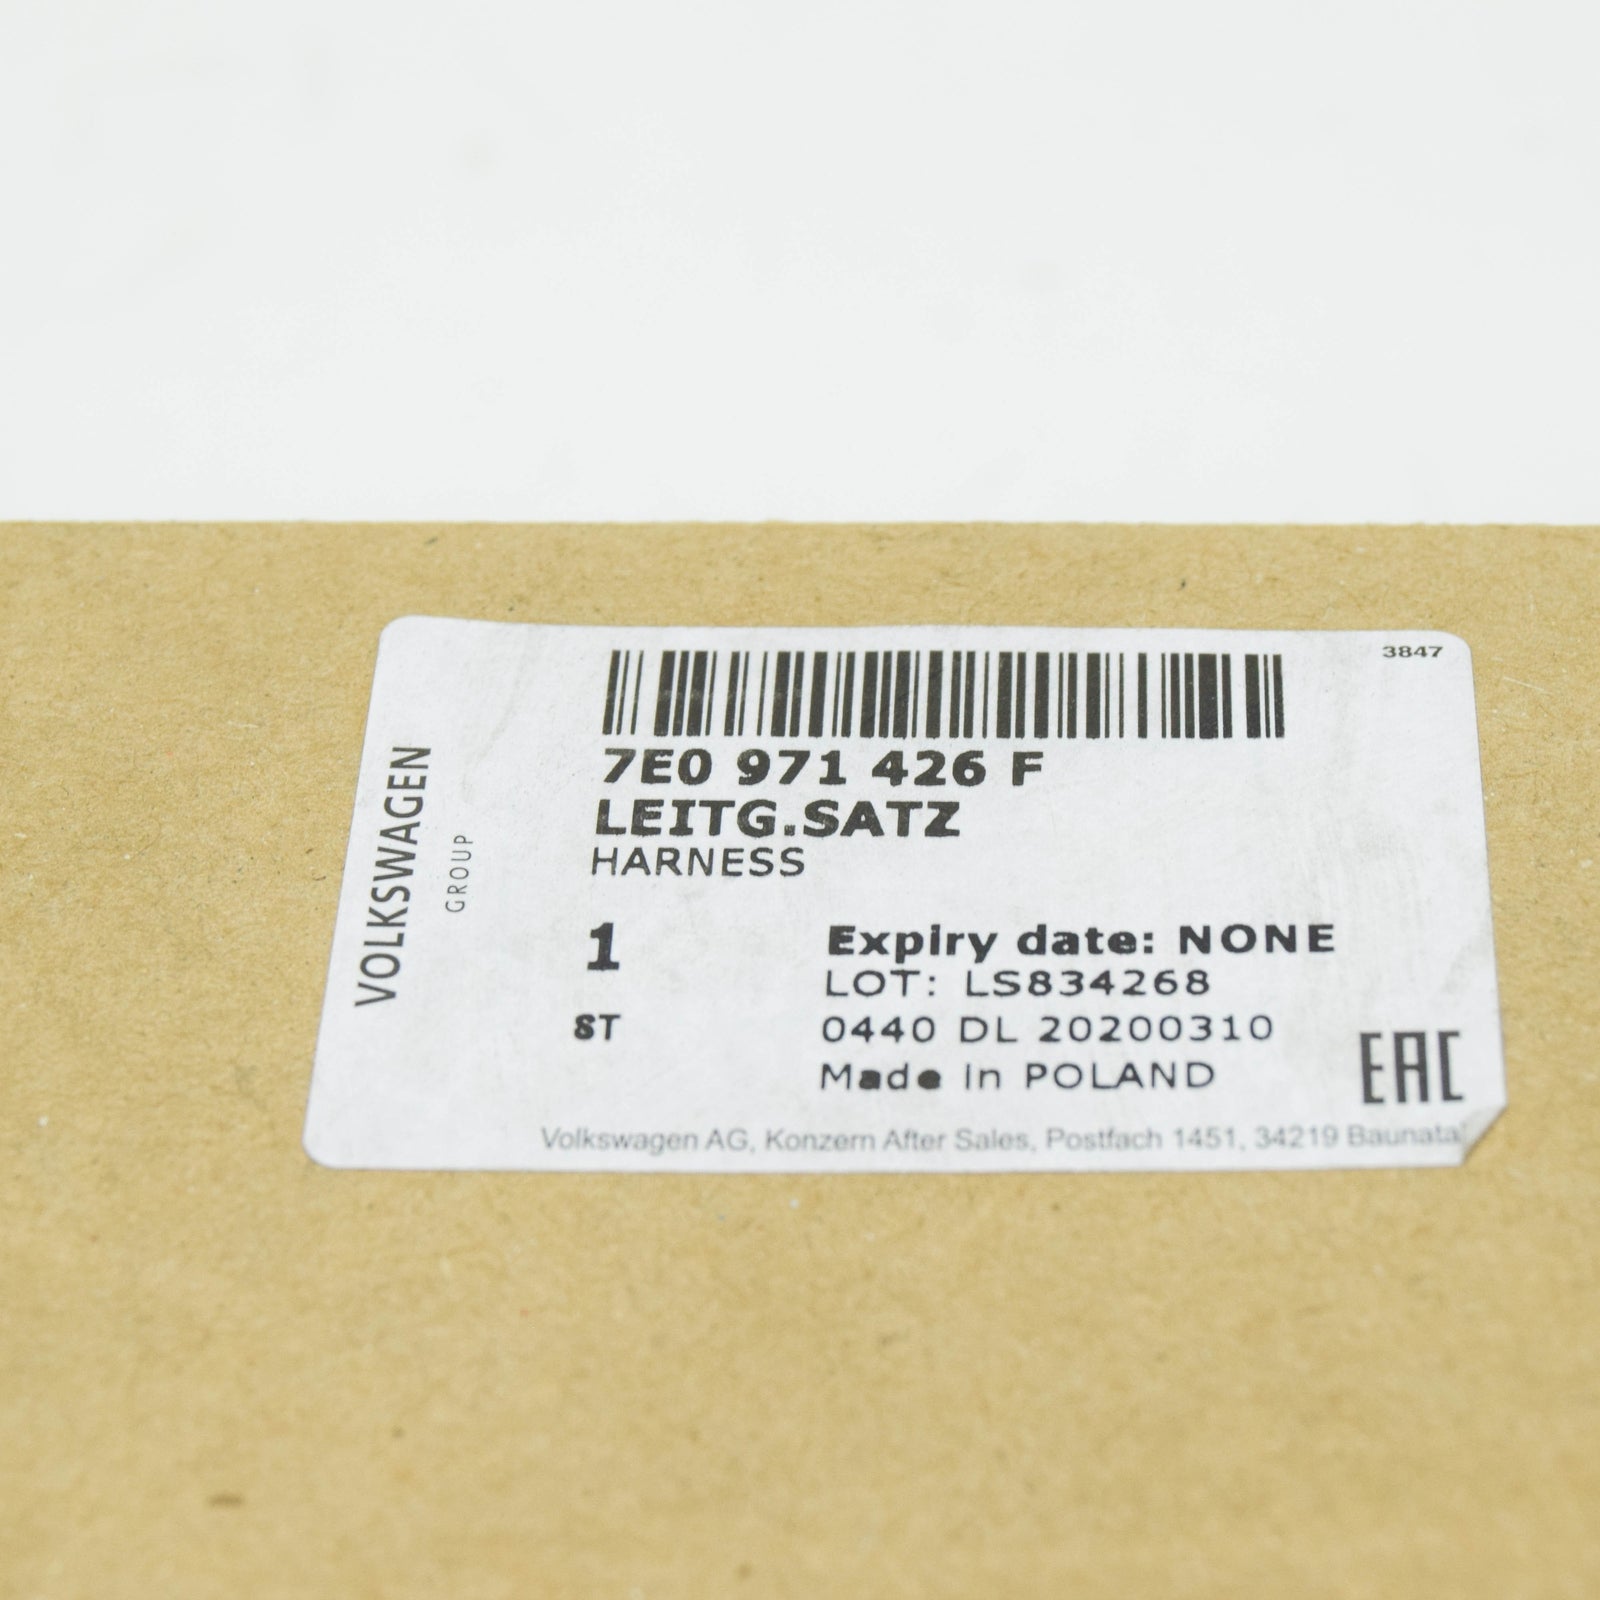 3847
VOLKSWAGEN
GROUP
7E0 971 426 F
LEITG.SATZ
HARNESS
1
ST
Expiry date: NONE
LOT: LS834268
0440 DL 20200310
Made in POLAND
EAC
Volkswagen AG, Konzern After Sales, Postfach 1451, 34219 Baunatal